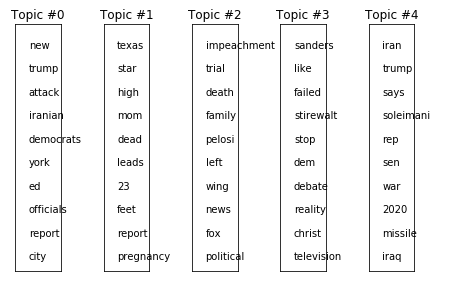 Topic #0 Topic #1 Topic #2 Topic #3 Topic #4
new texas impeachment sanders iran
trump star trial like trump
attack high death failed says
iranian mom family stirewalt soleimani
democrats dead pelosi stop rep
york leads left dem sen
ed 23 wing debate war
officials feet news reality 2020
report report fox christ missile
city pregnancy political television iraq